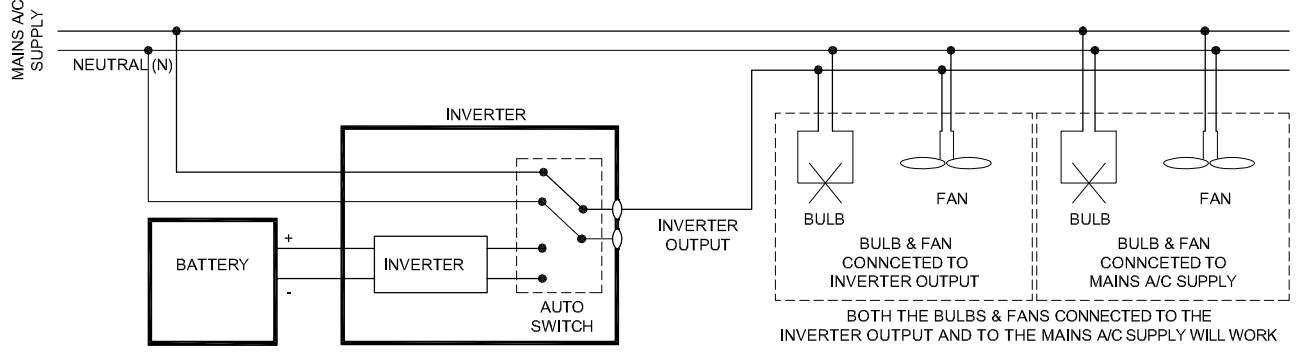 MAINS A/C
SUPPLY
NEUTRAL (N)
INVERTER
BATTERY
+
-
INVERTER
AUTO
SWITCH
INVERTER
OUTPUT
BULB
FAN
BULB & FAN
CONNCETED TO
INVERTER OUTPUT
BULB
FAN
BULB & FAN
CONNCETED TO
MAINS A/C SUPPLY
BOTH THE BULBS & FANS CONNECTED TO THE
INVERTER OUTPUT AND TO THE MAINS A/C SUPPLY WILL WORK